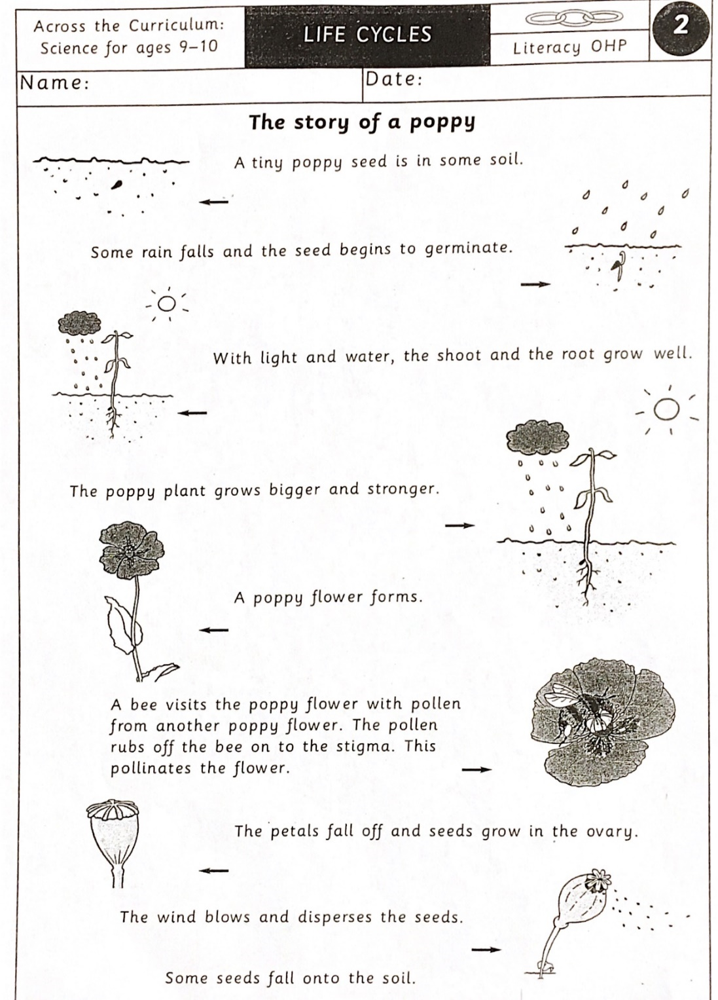 Across the Curriculum:
Science for ages 9–10
LIFE CYCLES
Literacy OHP
2
Name:
Date:
The story of a poppy
A tiny poppy seed is in some soil.
Some rain falls and the seed begins to germinate.
With light and water, the shoot and the root grow well.
The poppy plant grows bigger and stronger.
A poppy flower forms.
A bee visits the poppy flower with pollen
from another poppy flower. The pollen
rubs off the bee on to the stigma. This
pollinates the flower.
The petals fall off and seeds grow in the ovary.
The wind blows and disperses the seeds.
Some seeds fall onto the soil.